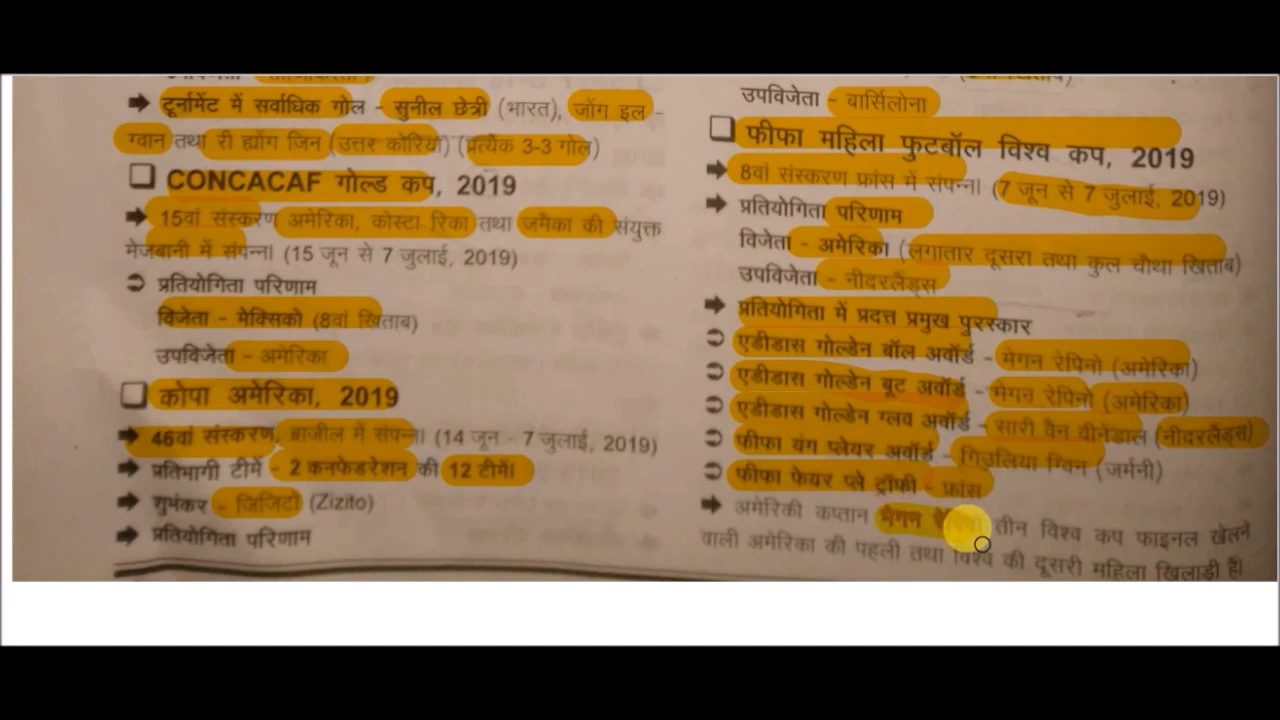 ➡ टूर्नामेंट में सर्वाधिक गोल - सुनील छेत्री (भारत), जोंग इल -
ग्वान तथा री ह्योंग जिन (उत्तर कोरिया) (प्रत्येक 3-3 गोल)
❑ CONCACAF गोल्ड कप, 2019
➡ 15वां संस्करण अमेरिका, कोस्टा रिका तथा जमैका की संयुक्त
मेजबानी में संपन्न। (15 जून से 7 जुलाई, 2019)
➲ प्रतियोगिता परिणाम
विजेता - मेक्सिको (8वां खिताब)
उपविजेता - अमेरिका
❑ कोपा अमेरिका, 2019
➡ 46वां संस्करण, ब्राजील में संपन्न। (14 जून - 7 जुलाई, 2019)
➡ प्रतिभागी टीमें - 2 कनफेडरेशन की 12 टीमें।
➡ शुभंकर - जिजिटो (Zizito)
➡ प्रतियोगिता परिणाम
उपविजेता - बार्सिलोना
❑ फीफा महिला फुटबॉल विश्व कप, 2019
➡ 8वां संस्करण फ्रांस में संपन्न। (7 जून से 7 जुलाई, 2019)
➡ प्रतियोगिता परिणाम
विजेता - अमेरिका (लगातार दूसरा तथा कुल चौथा खिताब)
उपविजेता - नीदरलैंड्स
➡ प्रतियोगिता में प्रदत्त प्रमुख पुरस्कार
➲ एडीडास गोल्डेन बॉल अवॉर्ड - मेगन रेपिनो (अमेरिका)
➲ एडीडास गोल्डेन बूट अवॉर्ड - मेगन रेपिनो (अमेरिका)
➲ एडीडास गोल्डेन ग्लव अवॉर्ड - सारी वैन वीनेडाल (नीदरलैंड्स)
➲ फीफा यंग प्लेयर अवॉर्ड - गिउलिया ग्विन (जर्मनी)
➲ फीफा फेयर प्ले ट्रॉफी - फ्रांस
➡ अमेरिकी कप्तान मेगन तीन विश्व कप फाइनल खेलने
वाली अमेरिका की पहली तथा विश्व की दूसरी महिला खिलाड़ी हैं।